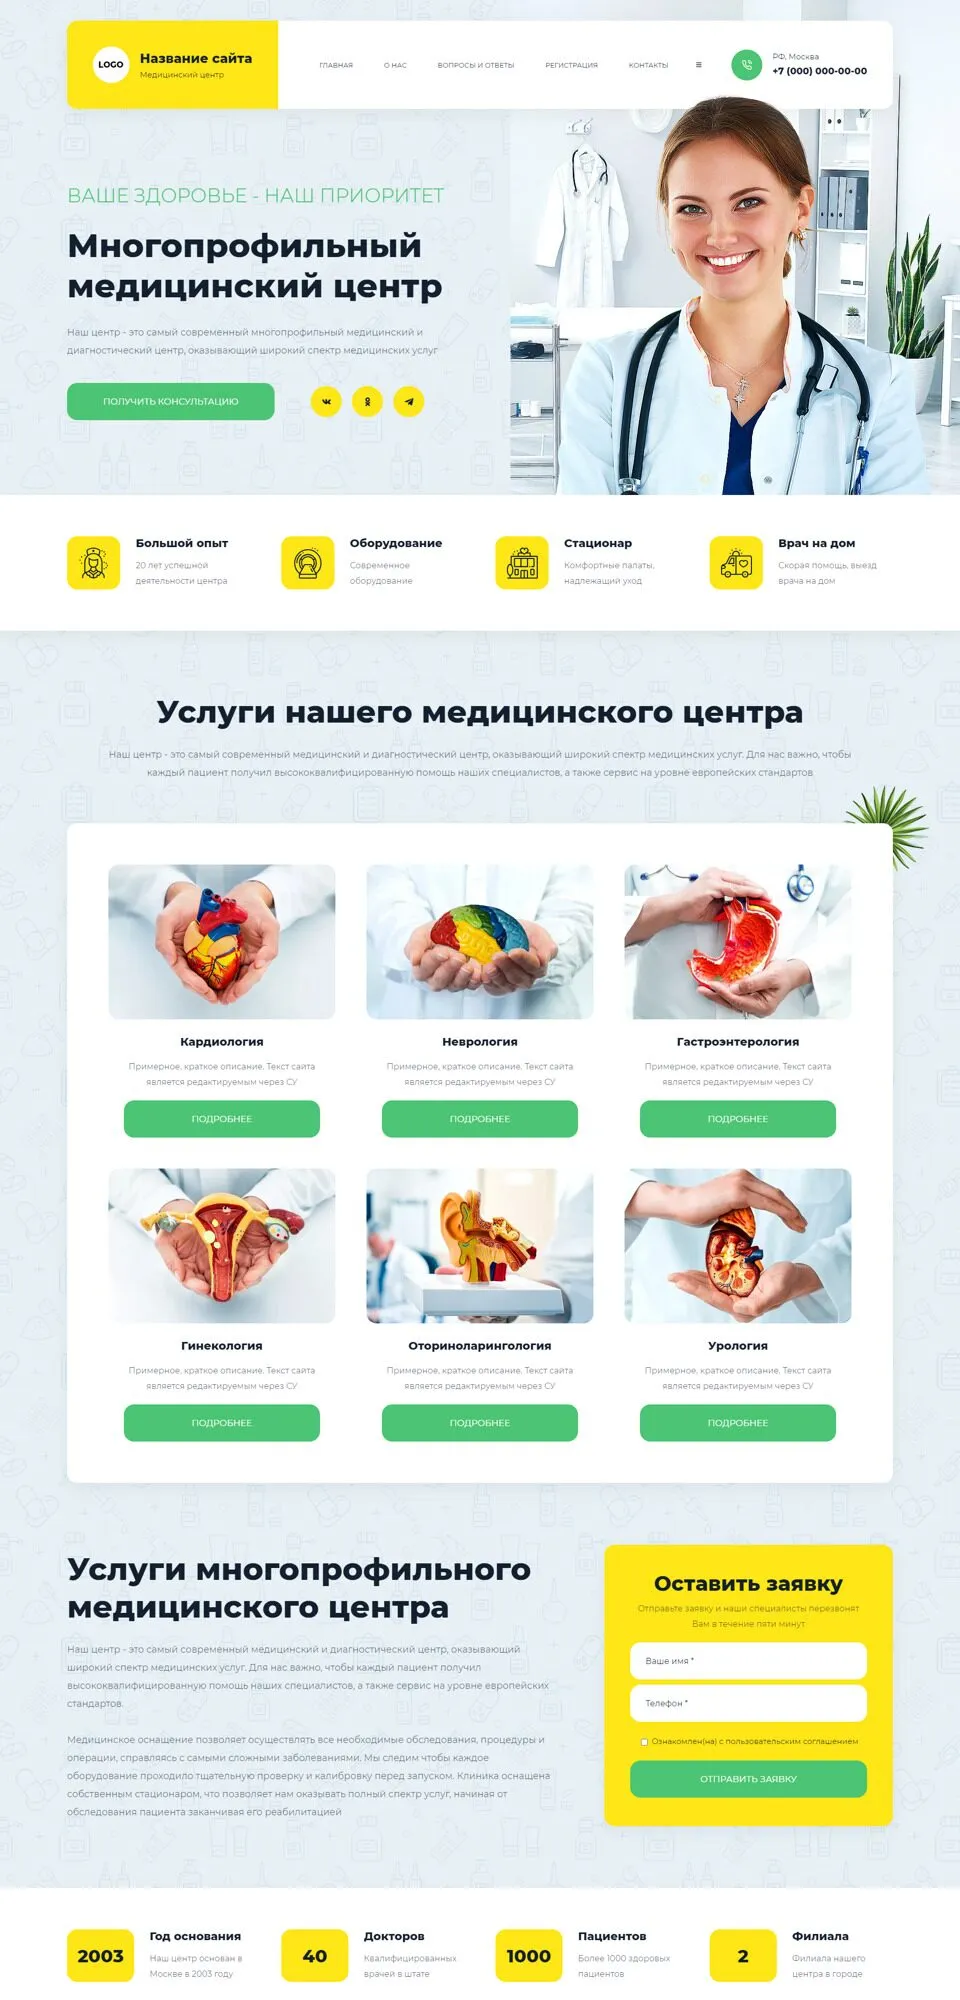 LOGO
Название сайта
Медицинский центр
ГЛАВНАЯ
О НАС
ВОПРОСЫ И ОТВЕТЫ
РЕГИСТРАЦИЯ
КОНТАКТЫ
РФ, Москва
+7 (000) 000-00-00
ВАШЕ ЗДОРОВЬЕ - НАШ ПРИОРИТЕТ
Многопрофильный
медицинский центр
Наш центр - это самый современный многопрофильный медицинский и
диагностический центр, оказывающий широкий спектр медицинских услуг
ПОЛУЧИТЬ КОНСУЛЬТАЦИЮ
Большой опыт
20 лет успешной
деятельности центра
Оборудование
Современное
оборудование
Стационар
Комфортные палаты,
надлежащий уход
Врач на дом
Скорая помощь, выезд
врача на дом
Услуги нашего медицинского центра
Наш центр - это самый современный медицинский и диагностический центр, оказывающий широкий спектр медицинских услуг. Для нас важно, чтобы
каждый пациент получил высококвалифицированную помощь наших специалистов, а также сервис на уровне европейских стандартов
Кардиология
Примерное, краткое описание. Текст сайта
является редактируемым через СУ
ПОДРОБНЕЕ
Неврология
Примерное, краткое описание. Текст сайта
является редактируемым через СУ
ПОДРОБНЕЕ
Гастроэнтерология
Примерное, краткое описание. Текст сайта
является редактируемым через СУ
ПОДРОБНЕЕ
Гинекология
Примерное, краткое описание. Текст сайта
является редактируемым через СУ
ПОДРОБНЕЕ
Оториноларингология
Примерное, краткое описание. Текст сайта
является редактируемым через СУ
ПОДРОБНЕЕ
Урология
Примерное, краткое описание. Текст сайта
является редактируемым через СУ
ПОДРОБНЕЕ
Услуги многопрофильного
медицинского центра
Наш центр - это самый современный медицинский и диагностический центр, оказывающий
широкий спектр медицинских услуг. Для нас важно, чтобы каждый пациент получил
высококвалифицированную помощь наших специалистов, а также сервис на уровне европейских
стандартов.
Медицинское оснащение позволяет осуществлять все необходимые обследования, процедуры и
операции, справляясь с самыми сложными заболеваниями. Мы следим чтобы каждое
оборудование проходило тщательную проверку и калибровку перед запуском. Клиника оснащена
собственным стационаром, что позволяет нам оказывать полный спектр услуг, начиная от
обследования пациента заканчивая его реабилитацией
Оставить заявку
Отправьте заявку и наши специалисты перезвонят
Вам в течение пяти минут
Ваше имя *
Телефон *
Ознакомлен(на) с пользовательским соглашением
ОТПРАВИТЬ ЗАЯВКУ
2003
Год основания
Наш центр основан в
Москве в 2003 году
40
Докторов
Квалифицированных
врачей в штате
1000
Пациентов
Более 1000 здоровых
пациентов
2
Филиала
Филиала нашего
центра в городе